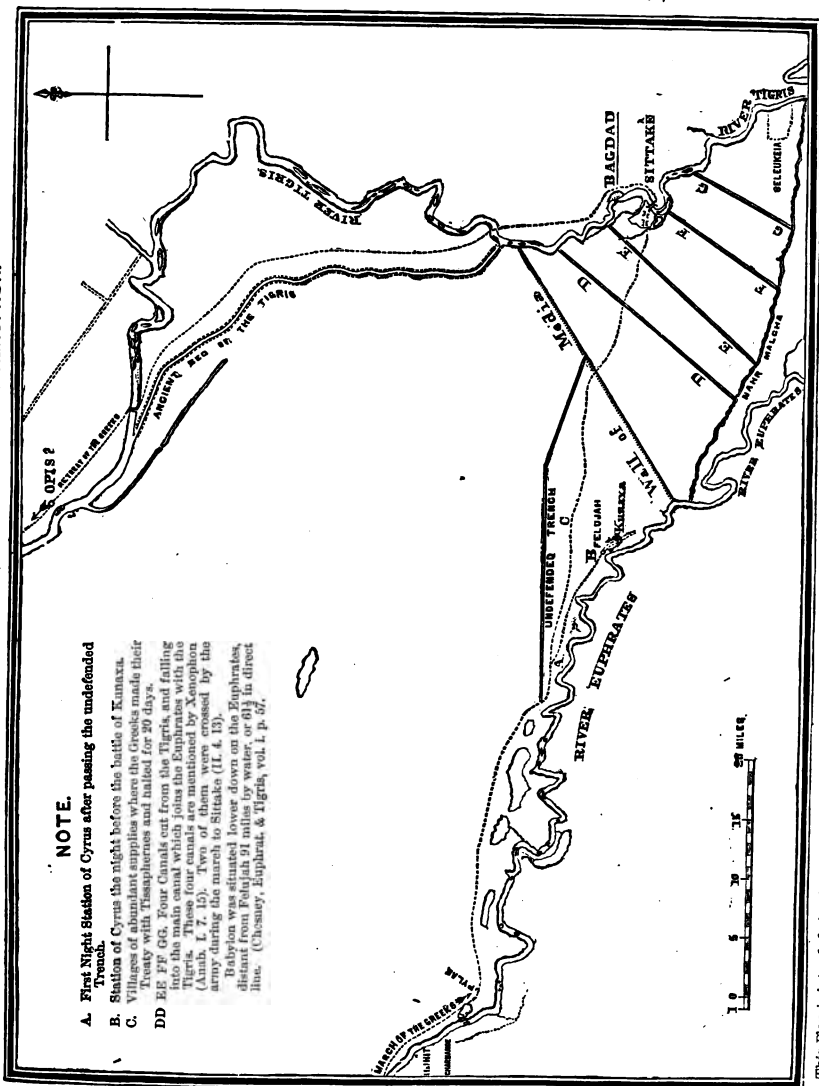 NOTE.
A. First Night Station of Cyrus after passing the undefended
Trench.
B. Station of Cyrus the night before the battle of Kunaxa.
C. Villages of abundant supplies where the Greeks made their
Treaty with Tissaphernes and halted for 20 days.
DD EE FF GG. Four Canals cut from the Tigris, and falling
into the main canal which joins the Euphrates with the
Tigris. These four canals are mentioned by Xenophon
(Anab. I. 7. 15). Two of them were crossed by the
army during the march to Sittake (II. 4. 13).
Babylon was situated lower down on the Euphrates,
distant from Felujah 91 miles by water, or 61½ in direct
line. (Chesney, Euphrat. & Tigris, vol. i. p. 57.
OPIS?
RETREAT OF THE GREEKS
ANCIENT BED OF THE TIGRIS
RIVER TIGRIS
MARCH OF THE GREEKS
PYLAE
CHARMANDE
UNDEFENDED TRENCH
A
P
C
B
FELUJAH
Kunaxa
Wall of Media
RIVER EUPHRATES
RIVER EUPHRATES
BAGDAD
SITTAKE
D
D
E
E
F
F
G
G
NAHR MALCHA
SELEUKEIA
RIVER TIGRIS
1 0 5 10 15 20 MILES